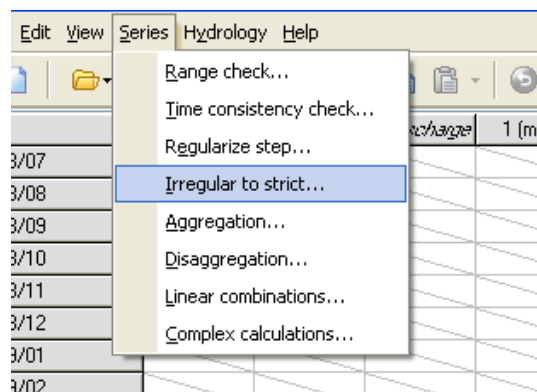 Edit View Series Hydrology Help
Range check...
Time consistency check...
Regularize step...
Irregular to strict...
Aggregation...
Disaggregation...
Linear combinations...
Complex calculations...
1 (m
3/07
3/08
3/09
3/10
3/11
3/12
9/01
9/02